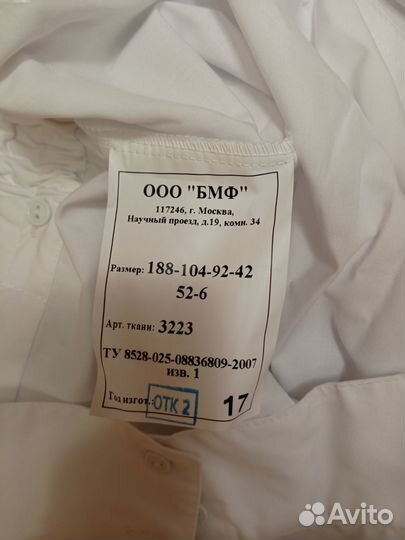 ООО "БМФ"
117246, г. Москва,
Научный проезд, д.19, комн. 34
Размер: 188-104-92-42
52-6
Арт. ткани: 3223
ТУ 8528-025-08836809-2007
изв. 1
Год изгот.: ОТК 2 17
Avito